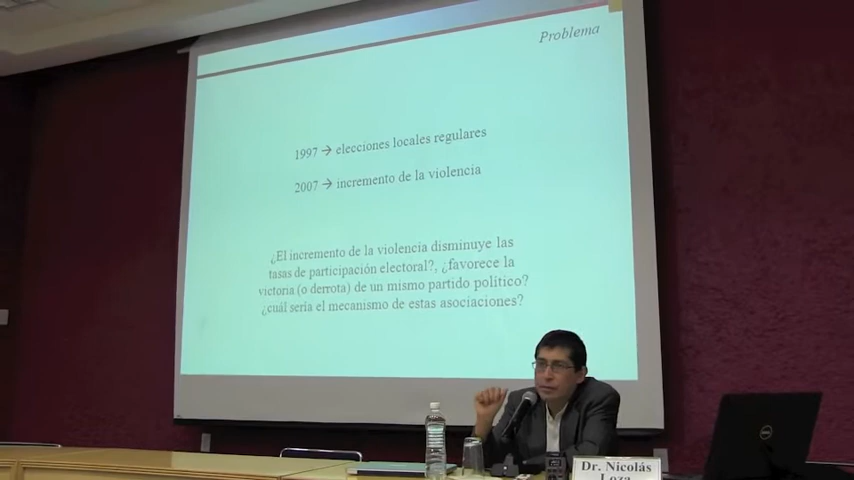 Problema
1997 → elecciones locales regulares
2007 → incremento de la violencia
¿El incremento de la violencia disminuye las
tasas de participación electoral?, ¿favorece la
victoria (o derrota) de un mismo partido político?
¿cuál sería el mecanismo de estas asociaciones?
Dr. Nicolás
Loza
DELL